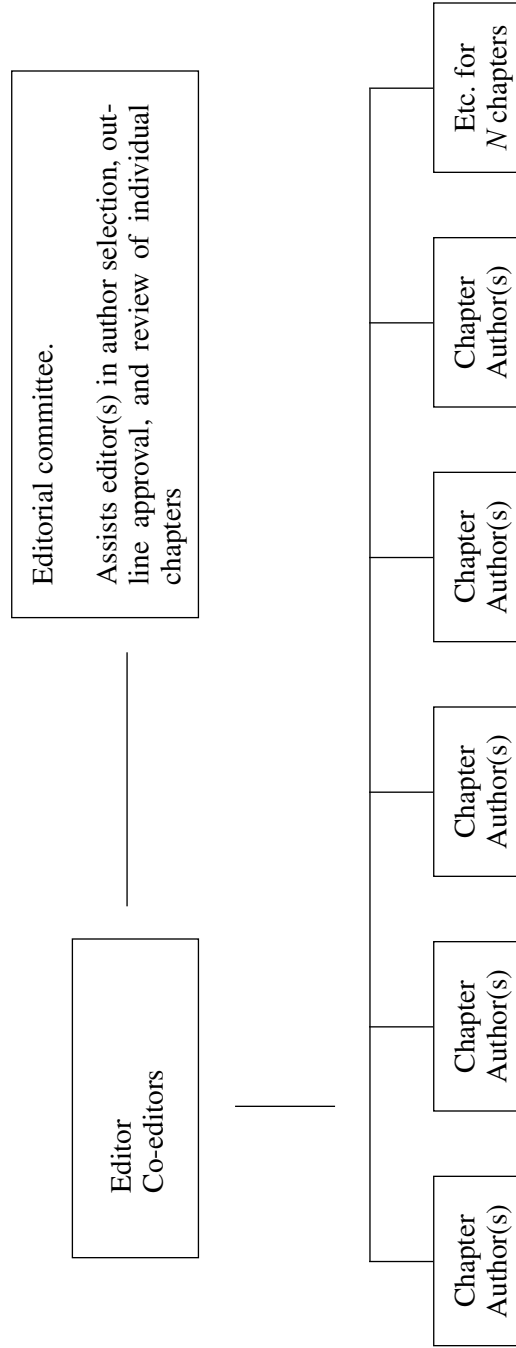 Editor
Co-editors
Editorial committee.
Assists editor(s) in author selection, out-
line approval, and review of individual
chapters
Chapter
Author(s)
Chapter
Author(s)
Chapter
Author(s)
Chapter
Author(s)
Chapter
Author(s)
Etc. for
N chapters